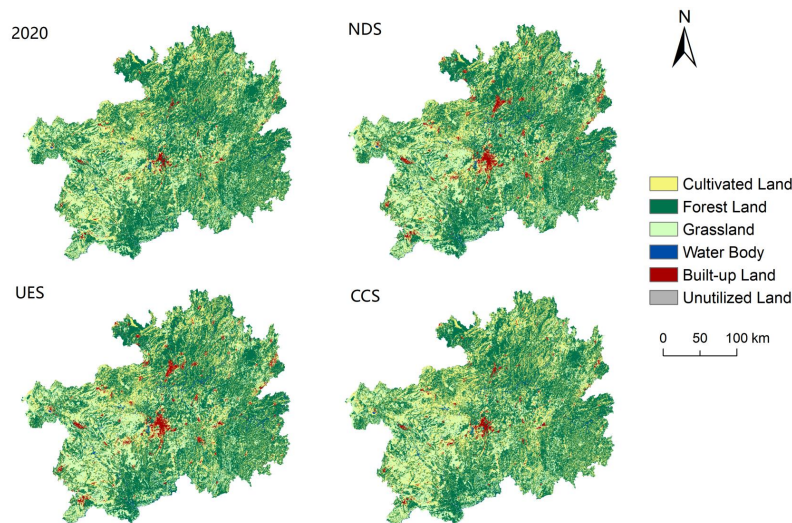 2020
NDS
N
UES
CCS
Cultivated Land
Forest Land
Grassland
Water Body
Built-up Land
Unutilized Land
0 50 100 km